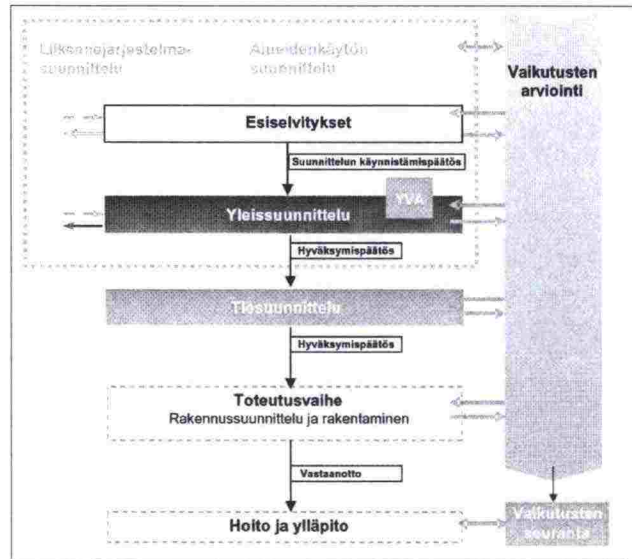 Liikennejärjestelmä-
suunnittelu
Alueidenkäytön
suunnittelu
Vaikutusten
arviointi
Esiselvitykset
Suunnittelun käynnistämispäätös
YVA
Yleissuunnittelu
Hyväksymispäätös
Tiesuunnittelu
Hyväksymispäätös
Toteutusvaihe
Rakennussuunnittelu ja rakentaminen
Vastaanotto
Hoito ja ylläpito
Vaikutusten
seuranta